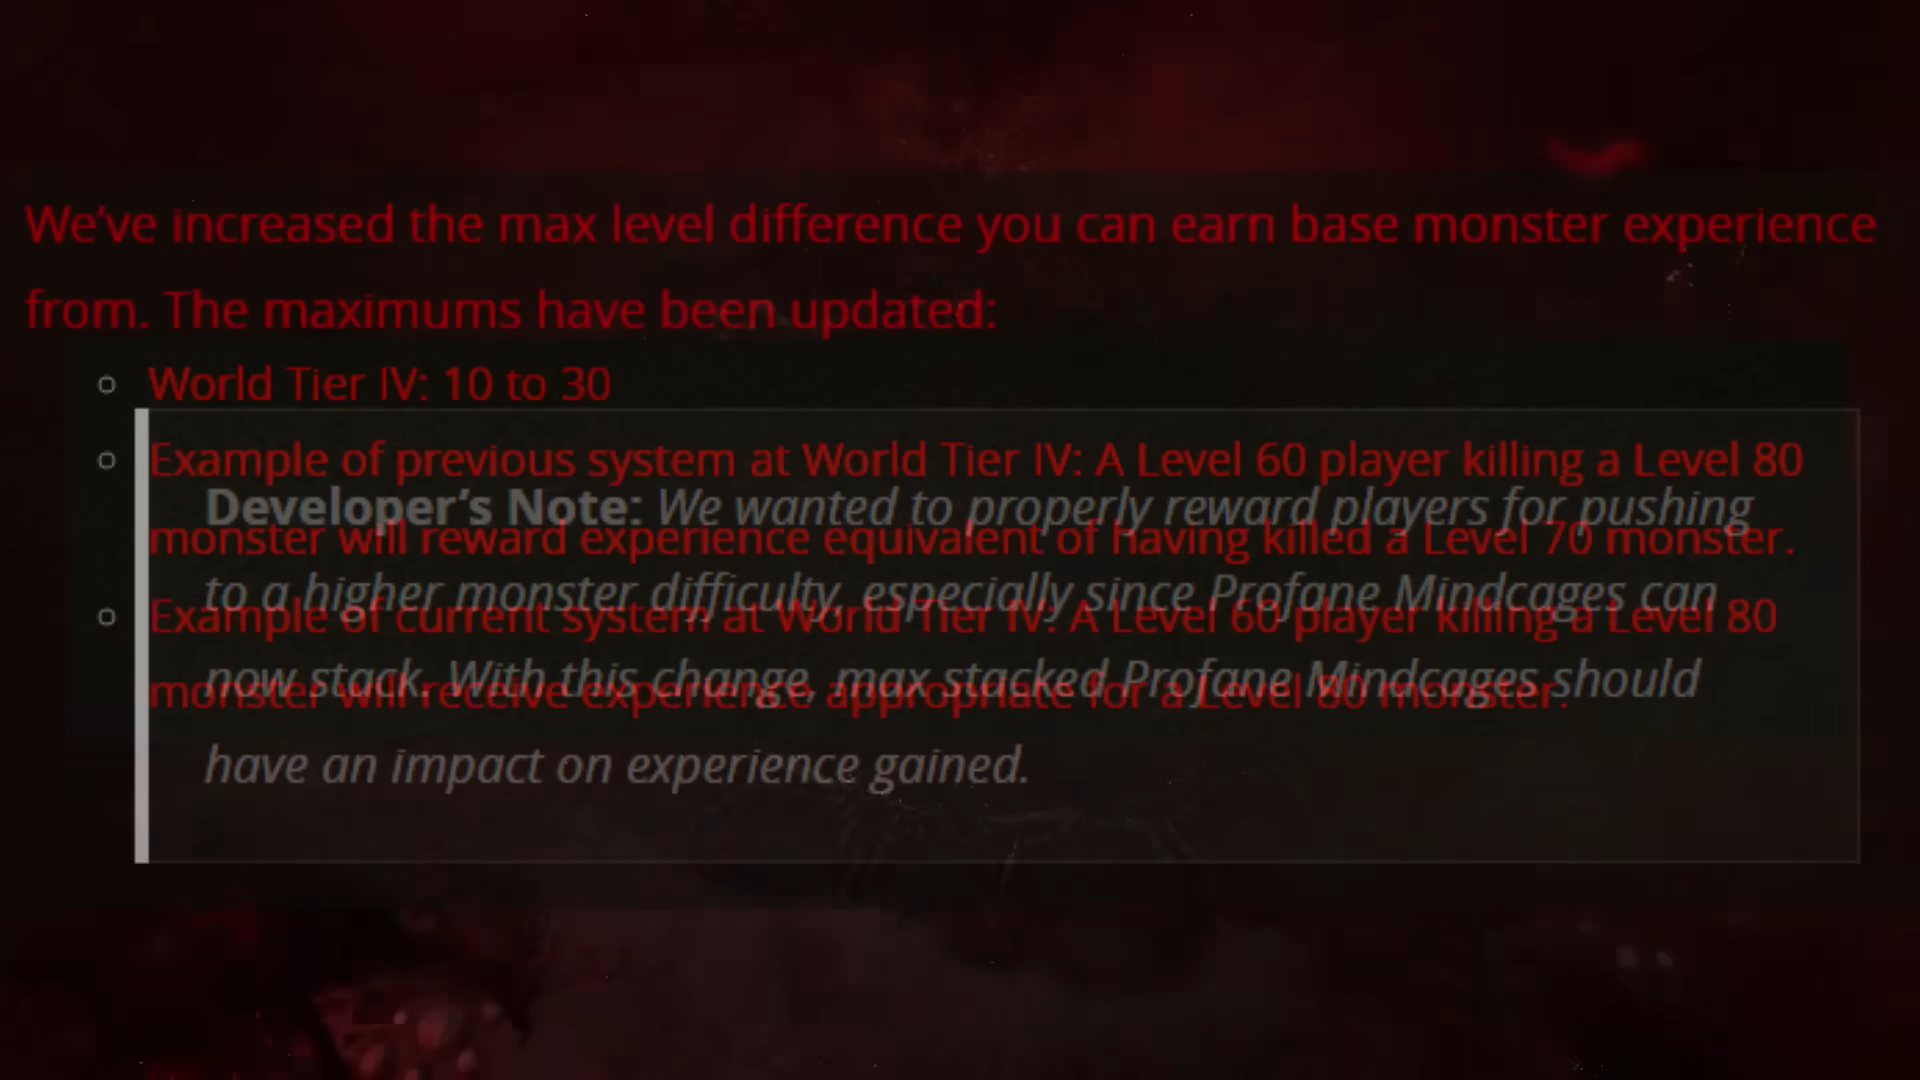 We've increased the max level difference you can earn base monster experience
from. The maximums have been updated:
World Tier IV: 10 to 30
Example of previous system at World Tier IV: A Level 60 player killing a Level 80
monster will reward experience equivalent of having killed a Level 70 monster.
Example of current system at World Tier IV: A Level 60 player killing a Level 80
monster will receive experience appropriate for a Level 80 monster.
Developer's Note: We wanted to properly reward players for pushing
to a higher monster difficulty, especially since Profane Mindcages can
now stack. With this change, max stacked Profane Mindcages should
have an impact on experience gained.